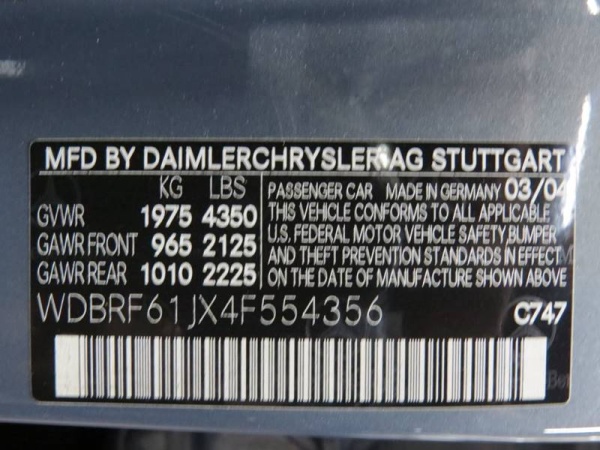 MFD BY DAIMLERCHRYSLER AG STUTTGART
KG LBS PASSENGER CAR MADE IN GERMANY 03/04
GVWR 1975 4350 THIS VEHICLE CONFORMS TO ALL APPLICABLE
GAWR FRONT 965 2125 U.S. FEDERAL MOTOR VEHICLE SAFETY, BUMPER
AND THEFT PREVENTION STANDARDS IN EFFECT
GAWR REAR 1010 2225 ON THE DATE OF MANUFACTURE SHOWN ABOVE
WDBRF61JX4F554356 C747